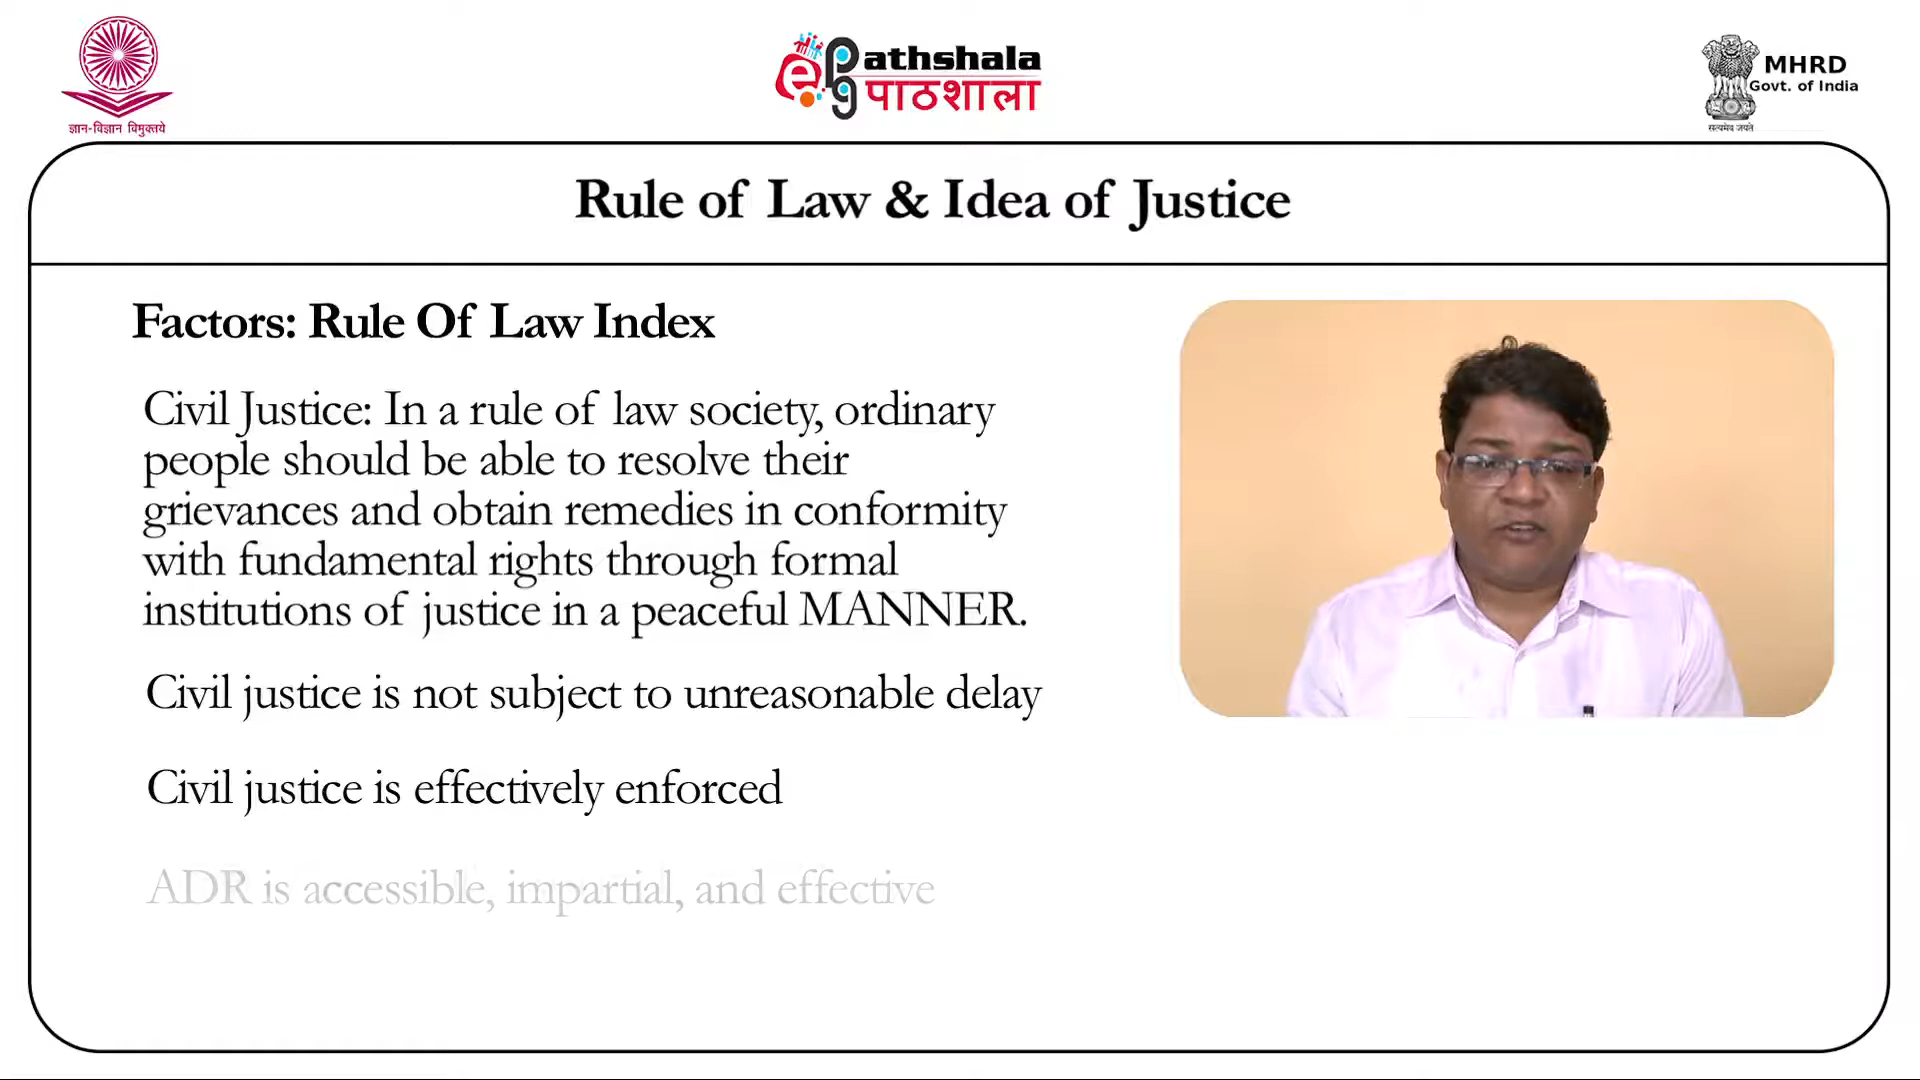 ज्ञान-विज्ञान विमुक्तये
ePG athshala
पाठशाला
MHRD
Govt. of India
सत्यमेव जयते
Rule of Law & Idea of Justice
Factors: Rule Of Law Index
Civil Justice: In a rule of law society, ordinary
people should be able to resolve their
grievances and obtain remedies in conformity
with fundamental rights through formal
institutions of justice in a peaceful MANNER.
Civil justice is not subject to unreasonable delay
Civil justice is effectively enforced
ADR is accessible, impartial, and effective